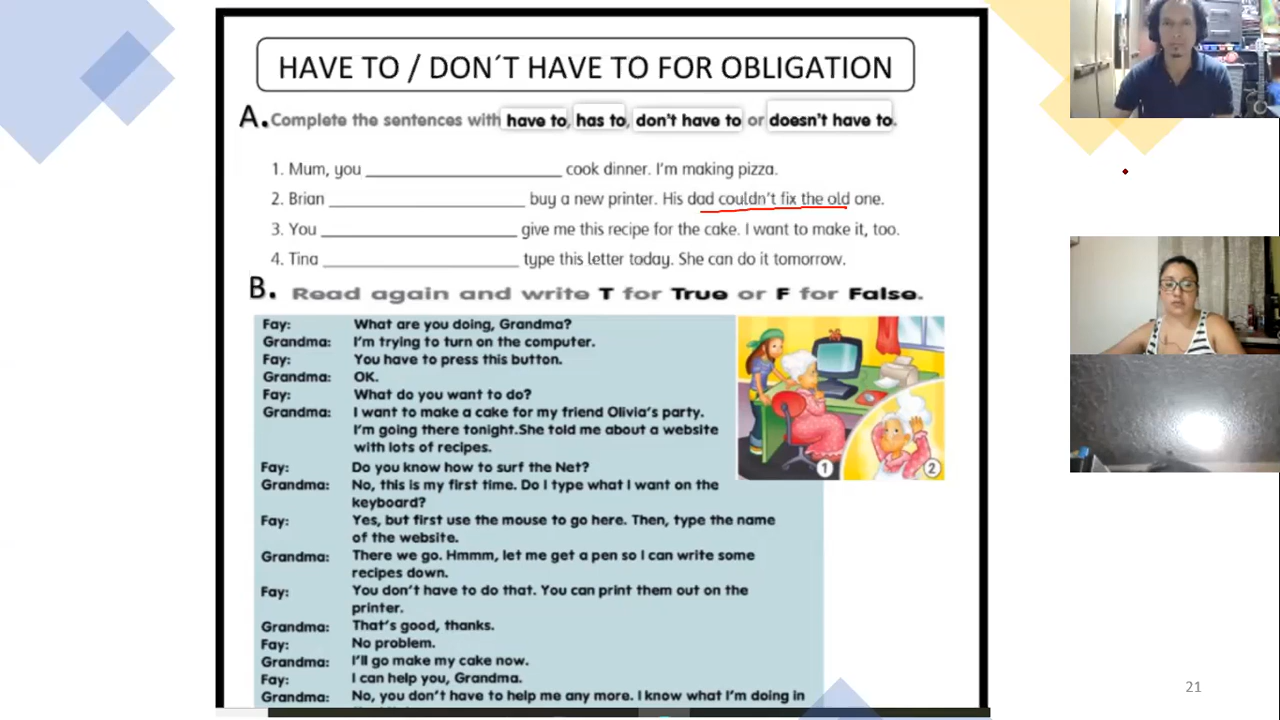 HAVE TO / DON´T HAVE TO FOR OBLIGATION
A. Complete the sentences with have to, has to, don't have to or doesn't have to.
1. Mum, you ____________________ cook dinner. I'm making pizza.
2. Brian ____________________ buy a new printer. His dad couldn't fix the old one.
3. You ____________________ give me this recipe for the cake. I want to make it, too.
4. Tina ____________________ type this letter today. She can do it tomorrow.
B. Read again and write T for True or F for False.
Fay: What are you doing, Grandma?
Grandma: I'm trying to turn on the computer.
Fay: You have to press this button.
Grandma: OK.
Fay: What do you want to do?
Grandma: I want to make a cake for my friend Olivia's party.
I'm going there tonight.She told me about a website
with lots of recipes.
Fay: Do you know how to surf the Net?
Grandma: No, this is my first time. Do I type what I want on the
keyboard?
Fay: Yes, but first use the mouse to go here. Then, type the name
of the website.
Grandma: There we go. Hmmm, let me get a pen so I can write some
recipes down.
Fay: You don't have to do that. You can print them out on the
printer.
Grandma: That's good, thanks.
Fay: No problem.
Grandma: I'll go make my cake now.
Fay: I can help you, Grandma.
Grandma: No, you don't have to help me any more. I know what I'm doing in
1
2
21